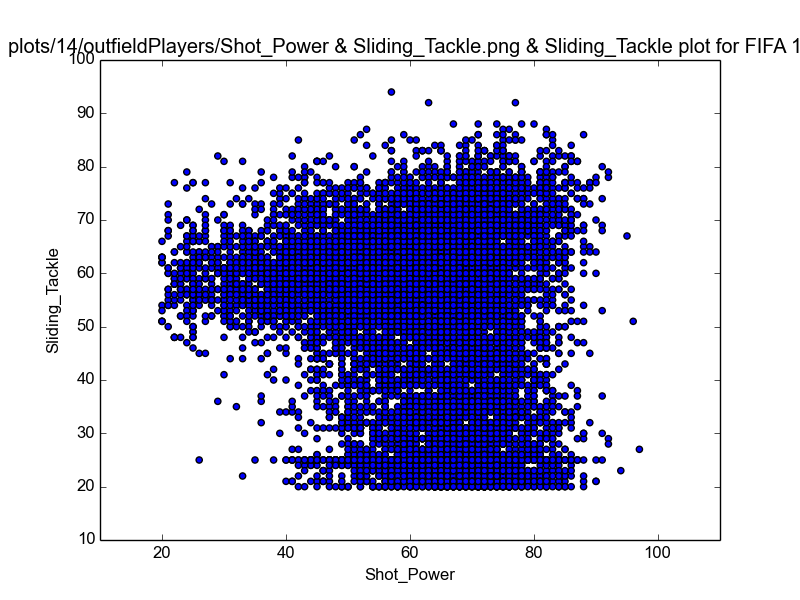 plots/14/outfieldPlayers/Shot_Power & Sliding_Tackle.png & Sliding_Tackle plot for FIFA 1
100
90
80
70
60
50
40
30
20
10
Sliding_Tackle
20 40 60 80 100
Shot_Power